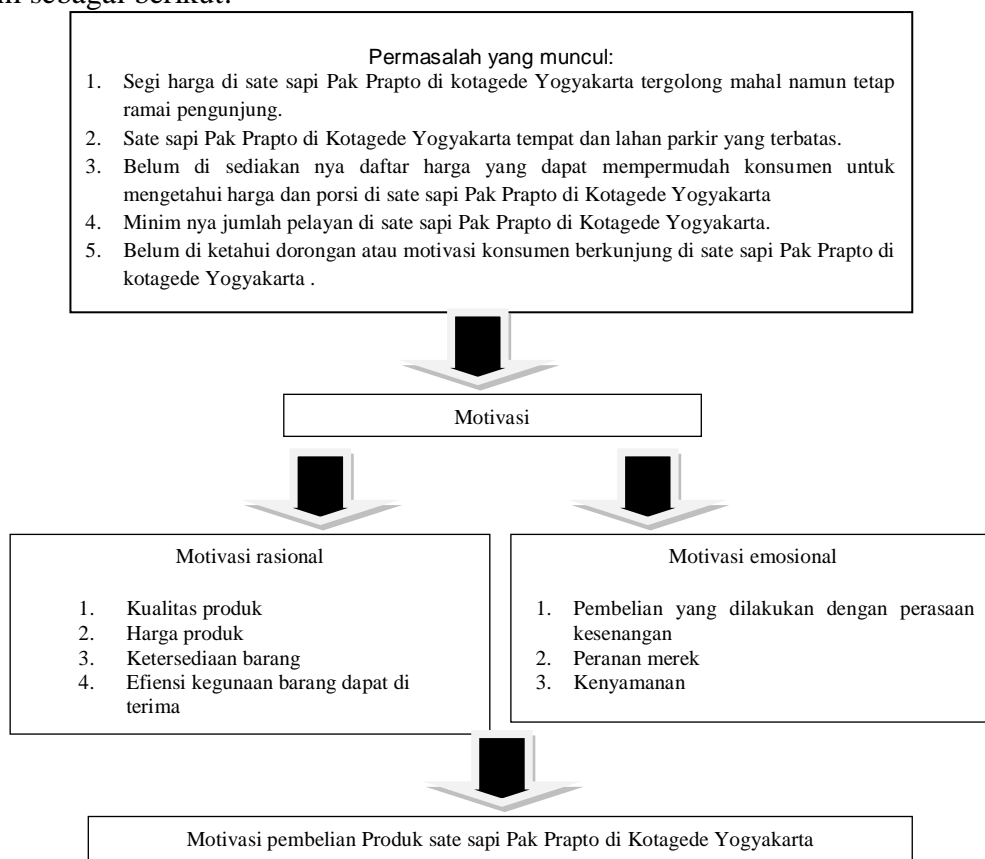 sebagai berikut:
Permasalah yang muncul:
1. Segi harga di sate sapi Pak Prapto di kotagede Yogyakarta tergolong mahal namun tetap
ramai pengunjung.
2. Sate sapi Pak Prapto di Kotagede Yogyakarta tempat dan lahan parkir yang terbatas.
3. Belum di sediakan nya daftar harga yang dapat mempermudah konsumen untuk
mengetahui harga dan porsi di sate sapi Pak Prapto di Kotagede Yogyakarta
4. Minim nya jumlah pelayan di sate sapi Pak Prapto di Kotagede Yogyakarta.
5. Belum di ketahui dorongan atau motivasi konsumen berkunjung di sate sapi Pak Prapto di
kotagede Yogyakarta .
Motivasi
Motivasi rasional
1. Kualitas produk
2. Harga produk
3. Ketersediaan barang
4. Efiensi kegunaan barang dapat di
terima
Motivasi emosional
1. Pembelian yang dilakukan dengan perasaan
kesenangan
2. Peranan merek
3. Kenyamanan
Motivasi pembelian Produk sate sapi Pak Prapto di Kotagede Yogyakarta